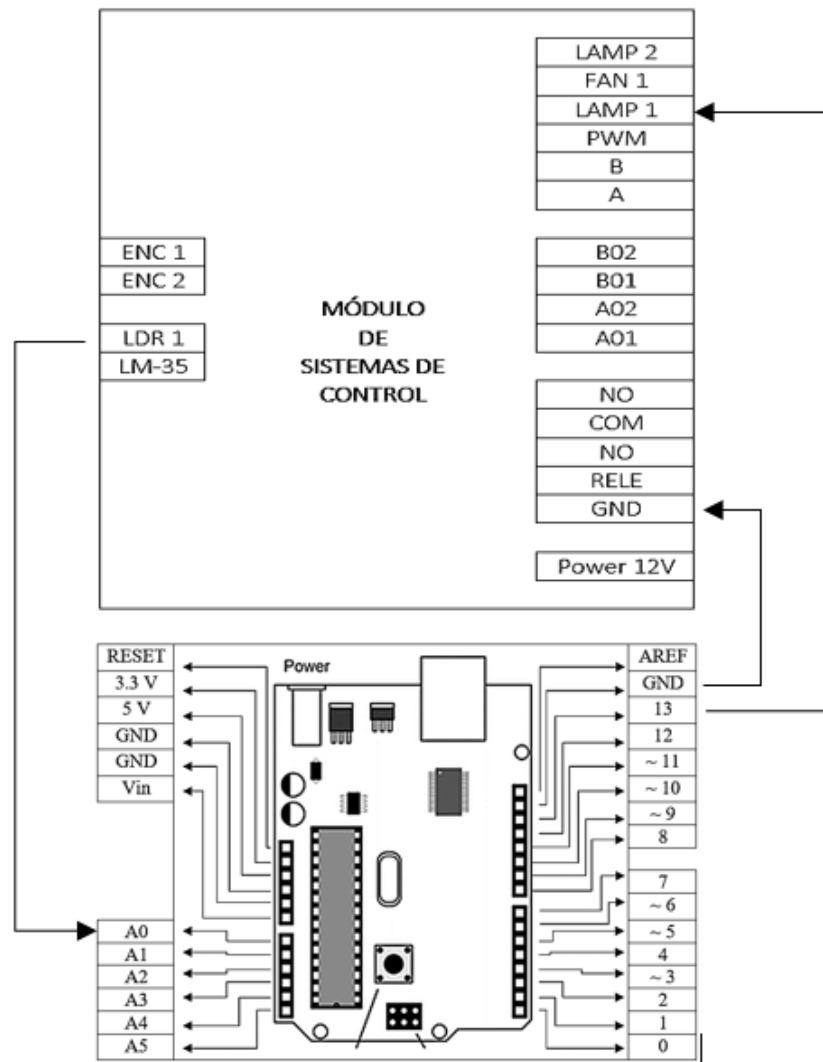 LAMP 2
FAN 1
LAMP 1
PWM
B
A
ENC 1
ENC 2
B02
B01
A02
A01
LDR 1
LM-35
MÓDULO
DE
SISTEMAS DE
CONTROL
NO
COM
NO
RELE
GND
Power 12V
RESET
3.3 V
5 V
GND
GND
Vin
A0
A1
A2
A3
A4
A5
Power
AREF
GND
13
12
~ 11
~ 10
~ 9
8
7
~ 6
~ 5
4
~ 3
2
1
0